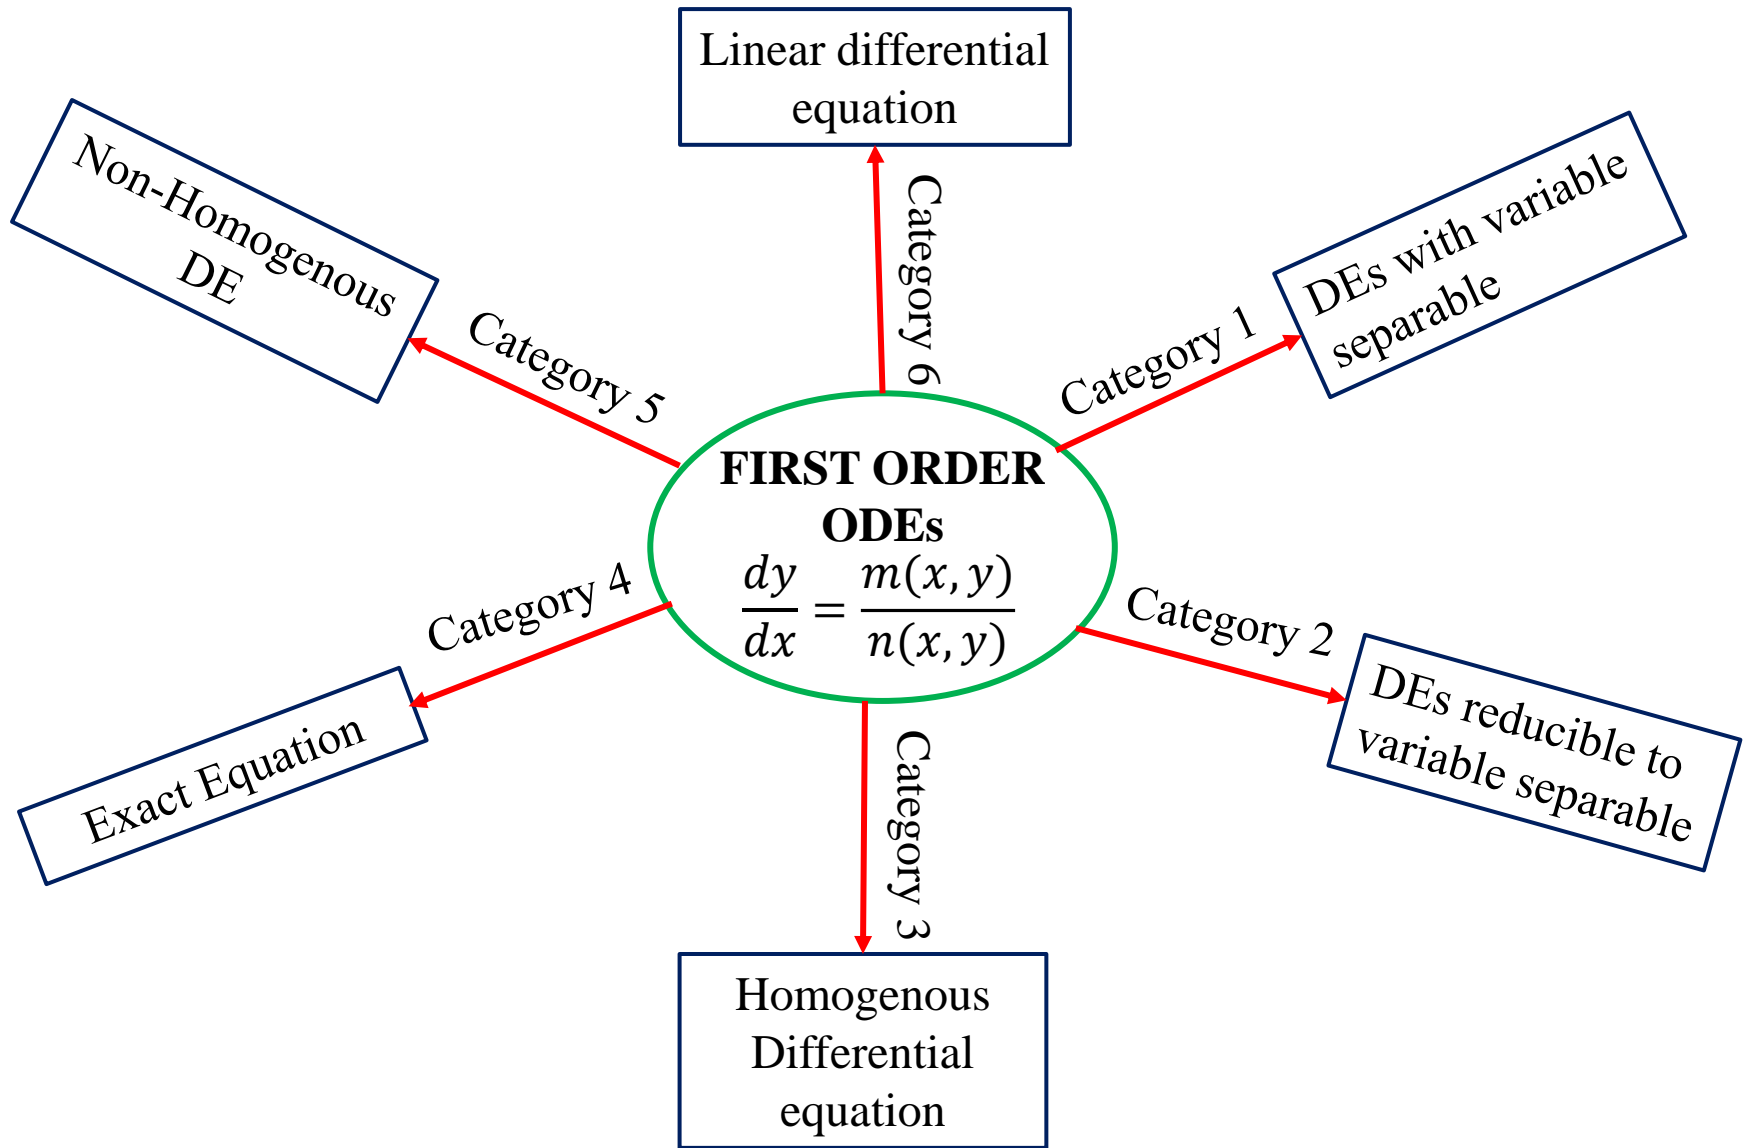 Linear differential
equation
Category 6
Non-Homogenous
DE
Category 5
Category 1
DEs with variable
separable
FIRST ORDER
ODEs
dy/dx = m(x, y)/n(x, y)
Category 4
Exact Equation
Category 2
DEs reducible to
variable separable
Category 3
Homogenous
Differential
equation